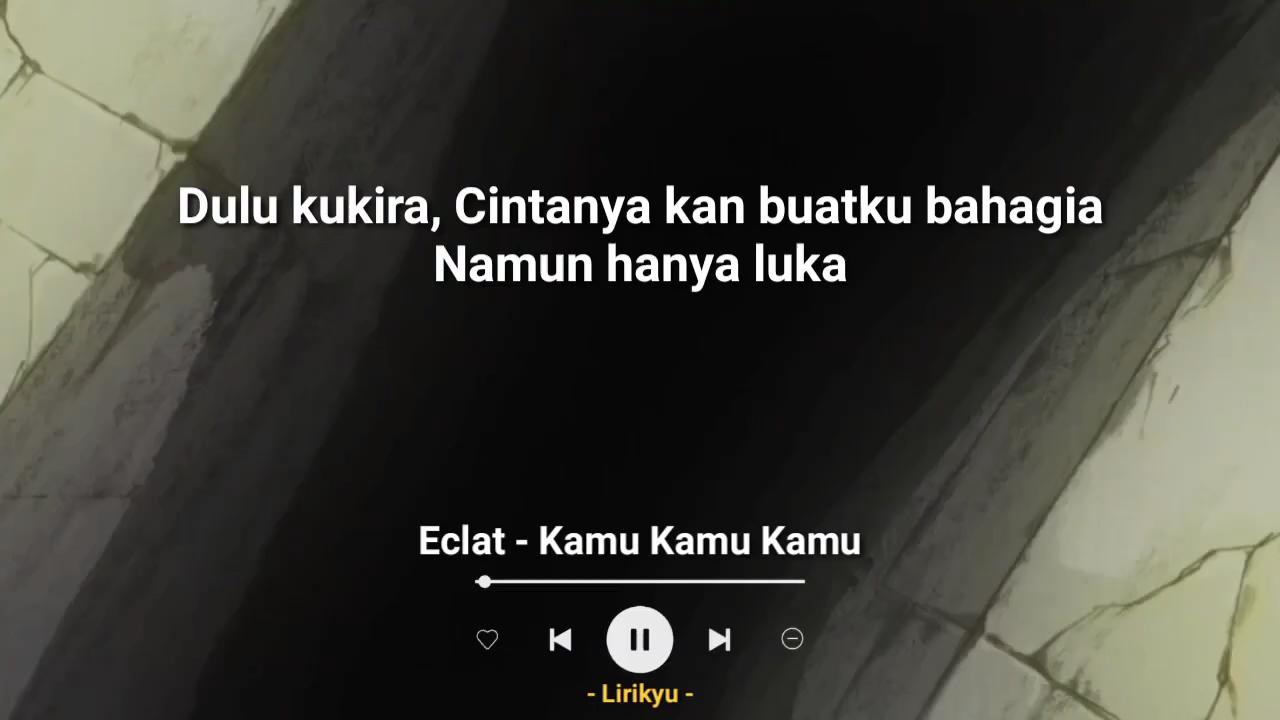 Dulu kukira, Cintanya kan buatku bahagia
Namun hanya luka
Eclat - Kamu Kamu Kamu
- Lirikyu -